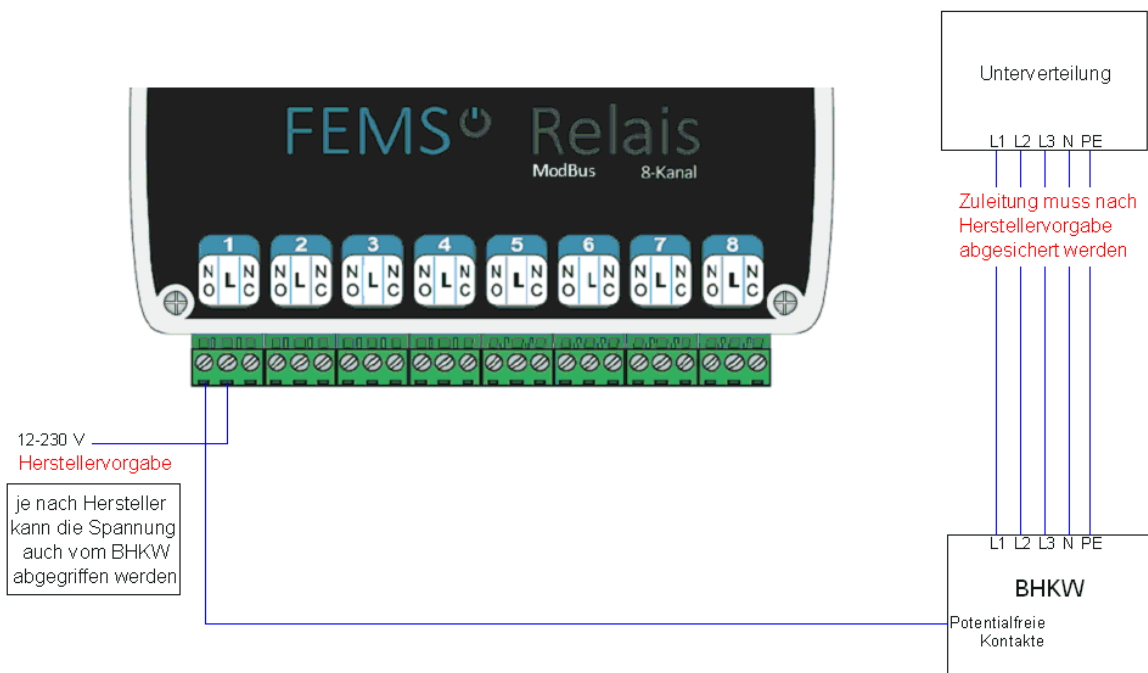 Unterverteilung
L1 L2 L3 N PE
Zuleitung muss nach
Herstellervorgabe
abgesichert werden
FEMS Relais
ModBus 8-Kanal
1 2 3 4 5 6 7 8
NO L NC NO L NC NO L NC NO L NC NO L NC NO L NC NO L NC NO L NC
12-230 V
Herstellervorgabe
je nach Hersteller
kann die Spannung
auch vom BHKW
abgegriffen werden
L1 L2 L3 N PE
BHKW
Potentialfreie
Kontakte